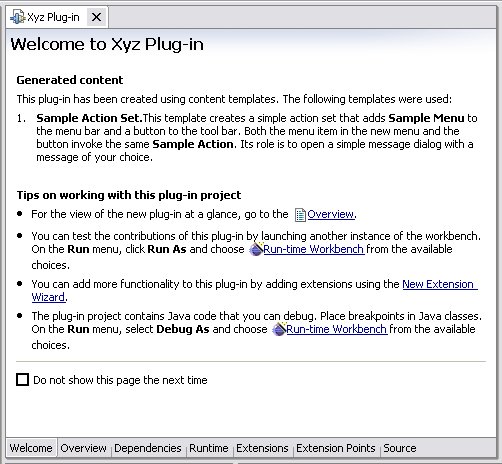 Xyz Plug-in
Welcome to Xyz Plug-in
Generated content
This plug-in has been created using content templates. The following templates were used:
1. Sample Action Set.This template creates a simple action set that adds Sample Menu to
the menu bar and a button to the tool bar. Both the menu item in the new menu and the
button invoke the same Sample Action. Its role is to open a simple message dialog with a
message of your choice.
Tips on working with this plug-in project
• For the view of the new plug-in at a glance, go to the Overview.
• You can test the contributions of this plug-in by launching another instance of the workbench.
On the Run menu, click Run As and choose Run-time Workbench from the available
choices.
• You can add more functionality to this plug-in by adding extensions using the New Extension
Wizard.
• The plug-in project contains Java code that you can debug. Place breakpoints in Java classes.
On the Run menu, select Debug As and choose Run-time Workbench from the available
choices.
Do not show this page the next time
Welcome Overview Dependencies Runtime Extensions Extension Points Source